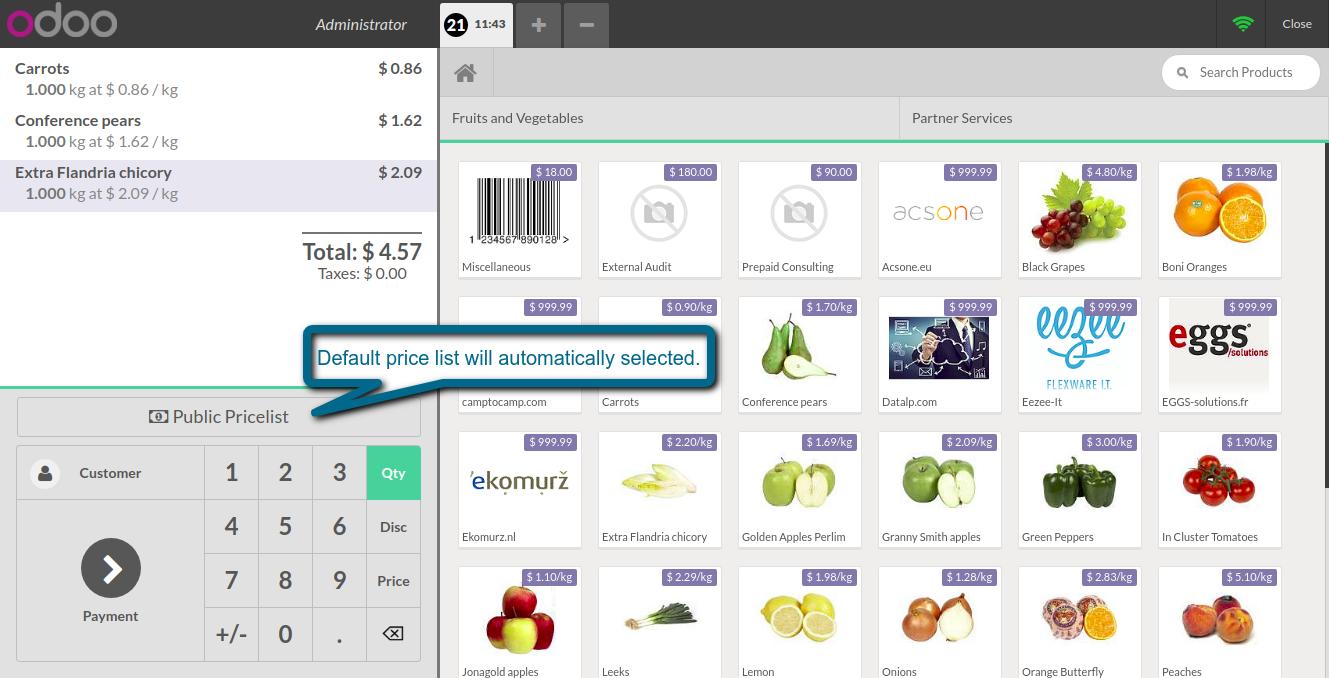 odoo
Administrator
21 11:43
+
−
Close
Carrots $ 0.86
1.000 kg at $ 0.86 / kg
Conference pears $ 1.62
1.000 kg at $ 1.62 / kg
Extra Flandria chicory $ 2.09
1.000 kg at $ 2.09 / kg
Total: $ 4.57
Taxes: $ 0.00
Default price list will automatically selected.
Public Pricelist
Customer
1 2 3 Qty
4 5 6 Disc
7 8 9 Price
+/- 0 .
Payment
Search Products
Fruits and Vegetables
Partner Services
$ 18.00
1 234567 890128 >
Miscellaneous
$ 180.00
External Audit
$ 90.00
Prepaid Consulting
$ 999.99
acsone
Acsone.eu
$ 4.80/kg
Black Grapes
$ 1.98/kg
Boni Oranges
$ 999.99
camptocamp.com
$ 0.90/kg
Carrots
$ 1.70/kg
Conference pears
$ 999.99
Datalp.com
$ 999.99
eezee
FLEXWARE I.T.
Eezee-It
$ 999.99
eggs
/solutions
EGGS-solutions.fr
$ 999.99
ẹkọmurž
Ekomurz.nl
$ 2.20/kg
Extra Flandria chicory
$ 1.69/kg
Golden Apples Perlim
$ 2.09/kg
Granny Smith apples
$ 3.00/kg
Green Peppers
$ 1.90/kg
In Cluster Tomatoes
$ 1.10/kg
Jonagold apples
$ 2.29/kg
Leeks
$ 1.98/kg
Lemon
$ 1.28/kg
Onions
$ 2.83/kg
Orange Butterfly
$ 5.10/kg
Peaches